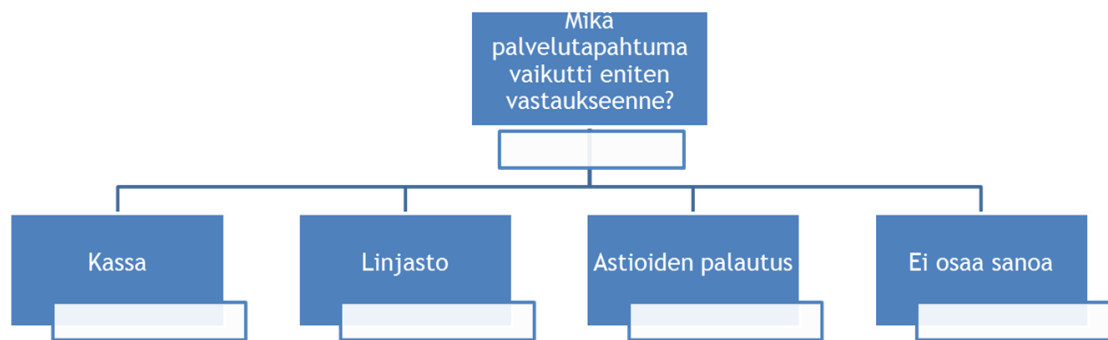 Mikä
palvelutapahtuma
vaikutti eniten
vastaukseenne?
Kassa
Linjasto
Astioiden palautus
Ei osaa sanoa